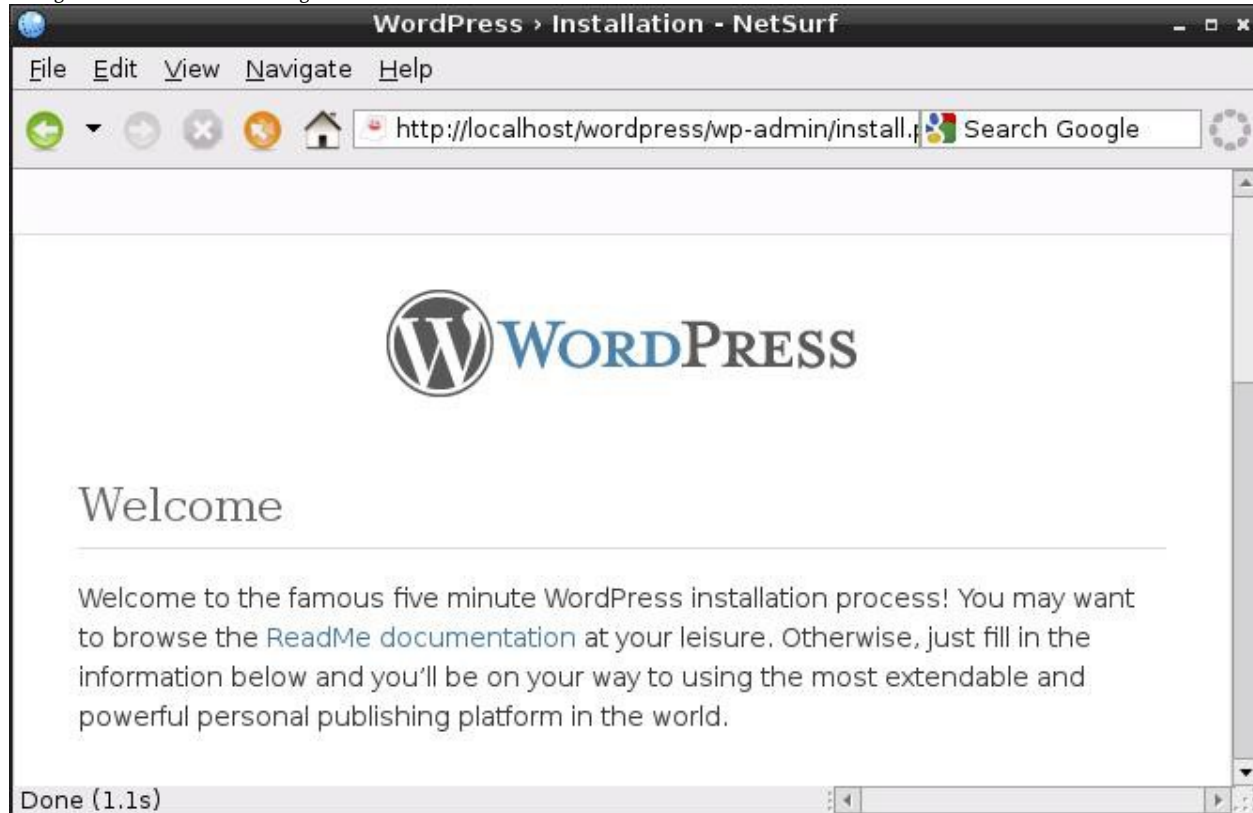 WordPress › Installation - NetSurf
File Edit View Navigate Help
http://localhost/wordpress/wp-admin/install.p Search Google
WORDPRESS
Welcome
Welcome to the famous five minute WordPress installation process! You may want
to browse the ReadMe documentation at your leisure. Otherwise, just fill in the
information below and you’ll be on your way to using the most extendable and
powerful personal publishing platform in the world.
Done (1.1s)